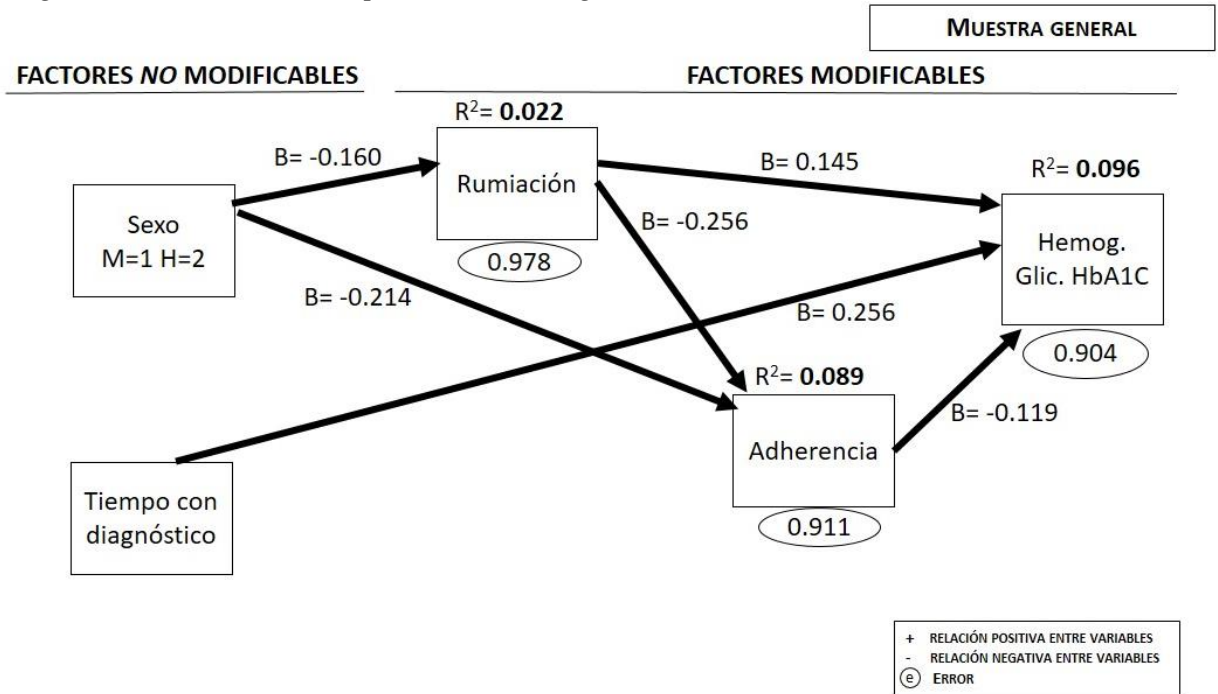 MUESTRA GENERAL
FACTORES NO MODIFICABLES
FACTORES MODIFICABLES
R²= 0.022
B= -0.160
Rumiación
0.978
B= 0.145
R²= 0.096
Sexo
M=1 H=2
B= -0.256
Hemog.
Glic. HbA1C
0.904
B= -0.214
B= 0.256
R²= 0.089
Adherencia
0.911
B= -0.119
Tiempo con
diagnóstico
+ RELACIÓN POSITIVA ENTRE VARIABLES
- RELACIÓN NEGATIVA ENTRE VARIABLES
e ERROR